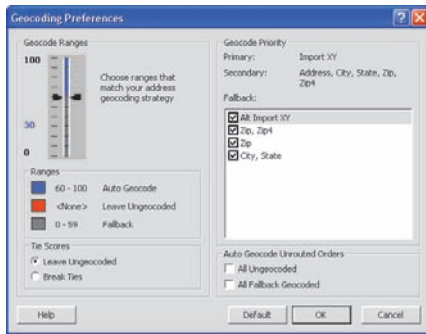 Geocoding Preferences
Geocode Ranges
100
30
0
Choose ranges that
match your address
geocoding strategy
Ranges
60 - 100 Auto Geocode
<None> Leave Ungeocoded
0 - 59 Fallback
Tie Scores
Leave Ungeocoded
Break Ties
Geocode Priority
Primary: Import XY
Secondary: Address, City, State, Zip,
Zip4
Fallback:
Alt Import XY
Zip, Zip4
Zip
City, State
Auto Geocode Unrouted Orders
All Ungeocoded
All Fallback Geocoded
Help
Default
OK
Cancel